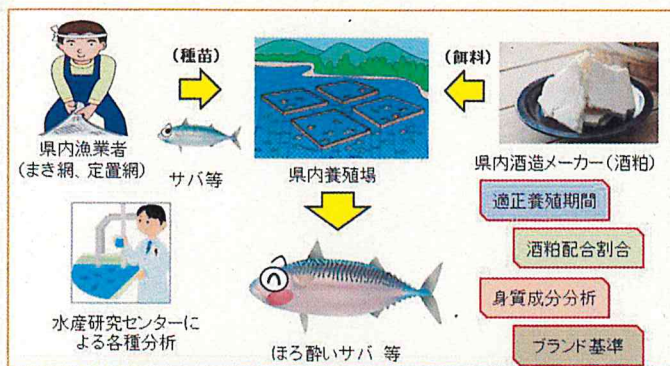 (種苗)
(餌料)
県内漁業者
(まき網、定置網)
サバ等
県内養殖場
県内酒造メーカー(酒粕)
適正養殖期間
酒粕配合割合
身質成分分析
ブランド基準
水産研究センターに
よる各種分析
ほろ酔いサバ 等